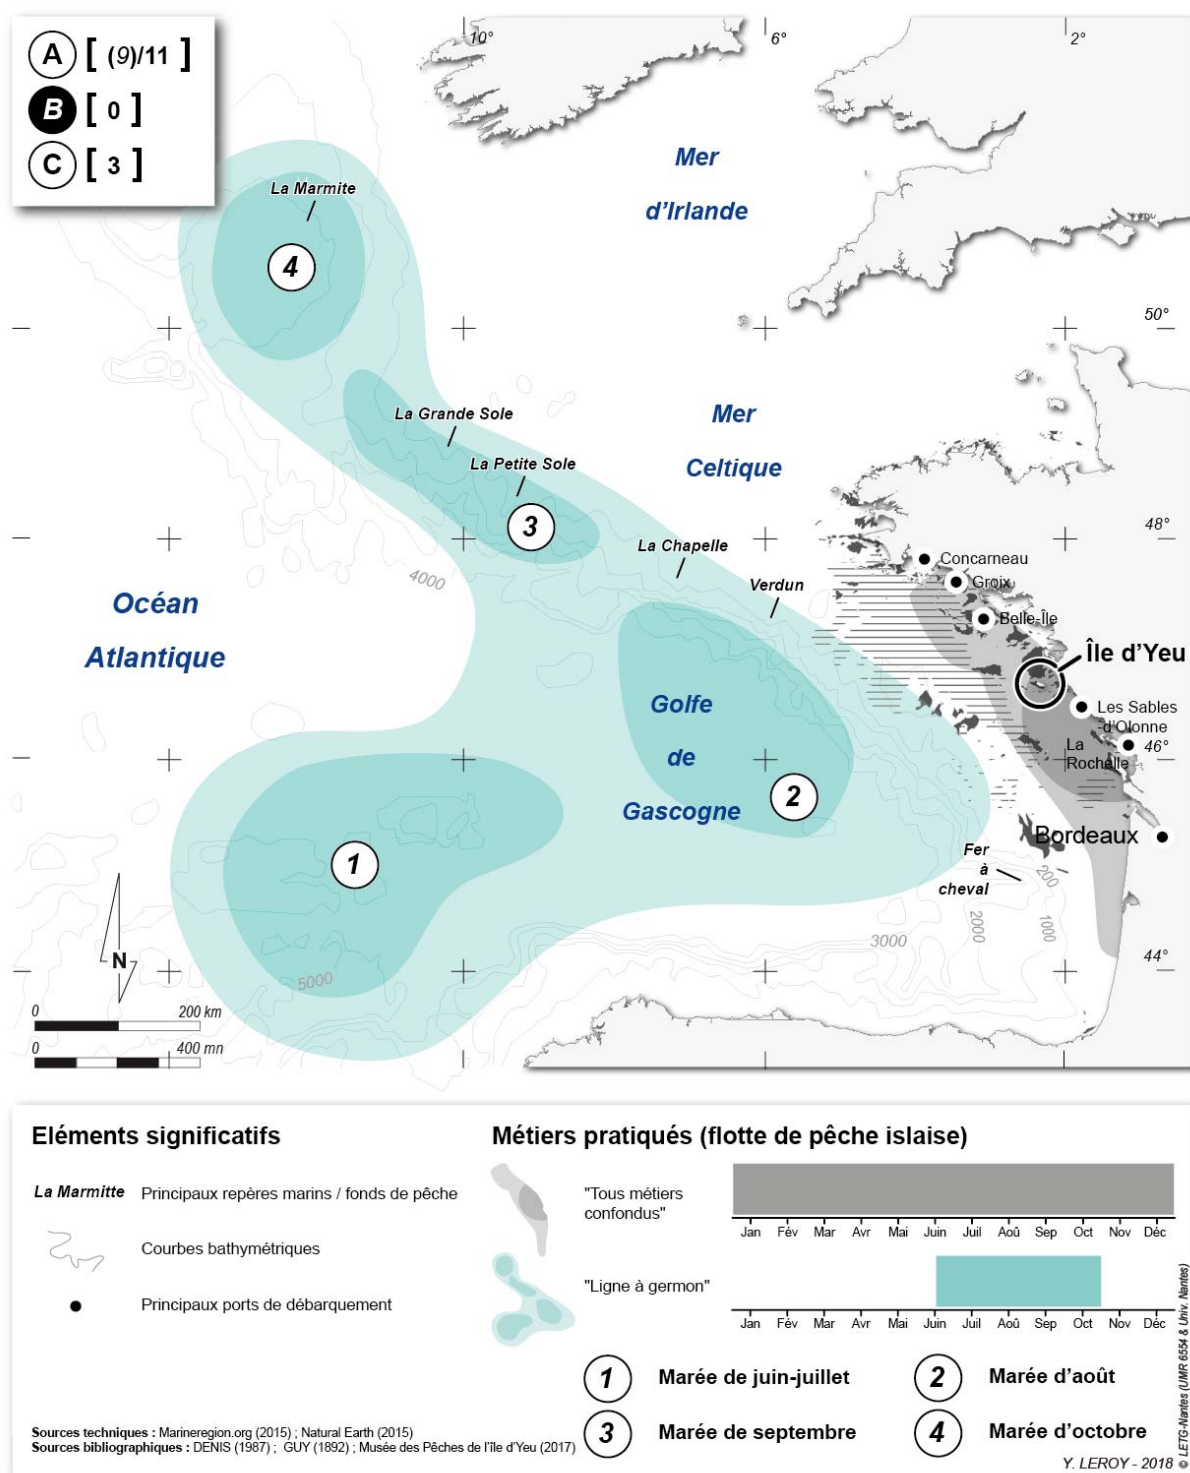 A [ (9)/11 ]
B [ 0 ]
C [ 3 ]
10°
6°
2°
Mer
d'Irlande
La Marmite
4
50°
La Grande Sole
La Petite Sole
3
Mer
Celtique
48°
La Chapelle
Verdun
Concarneau
Groix
Belle-Île
Île d'Yeu
4000
Océan
Atlantique
Golfe
de
Gascogne
2
Les Sables
-d'Olonne
La
Rochelle
46°
Bordeaux
1
Fer
à
cheval
200
1000
2000
3000
5000
44°
N
0 200 km
0 400 mn
Eléments significatifs
La Marmitte Principaux repères marins / fonds de pêche
Courbes bathymétriques
Principaux ports de débarquement
Métiers pratiqués (flotte de pêche islaise)
"Tous métiers
confondus"
Jan Fév Mar Avr Mai Juin Juil Aoû Sep Oct Nov Déc
"Ligne à germon"
Jan Fév Mar Avr Mai Juin Juil Aoû Sep Oct Nov Déc
1 Marée de juin-juillet
2 Marée d'août
3 Marée de septembre
4 Marée d'octobre
Sources techniques : Marineregion.org (2015) ; Natural Earth (2015)
Sources bibliographiques : DENIS (1987) ; GUY (1892) ; Musée des Pêches de l'île d'Yeu (2017)
Y. LEROY - 2018
© LETG-Nantes (UMR 6554 & Univ. Nantes)